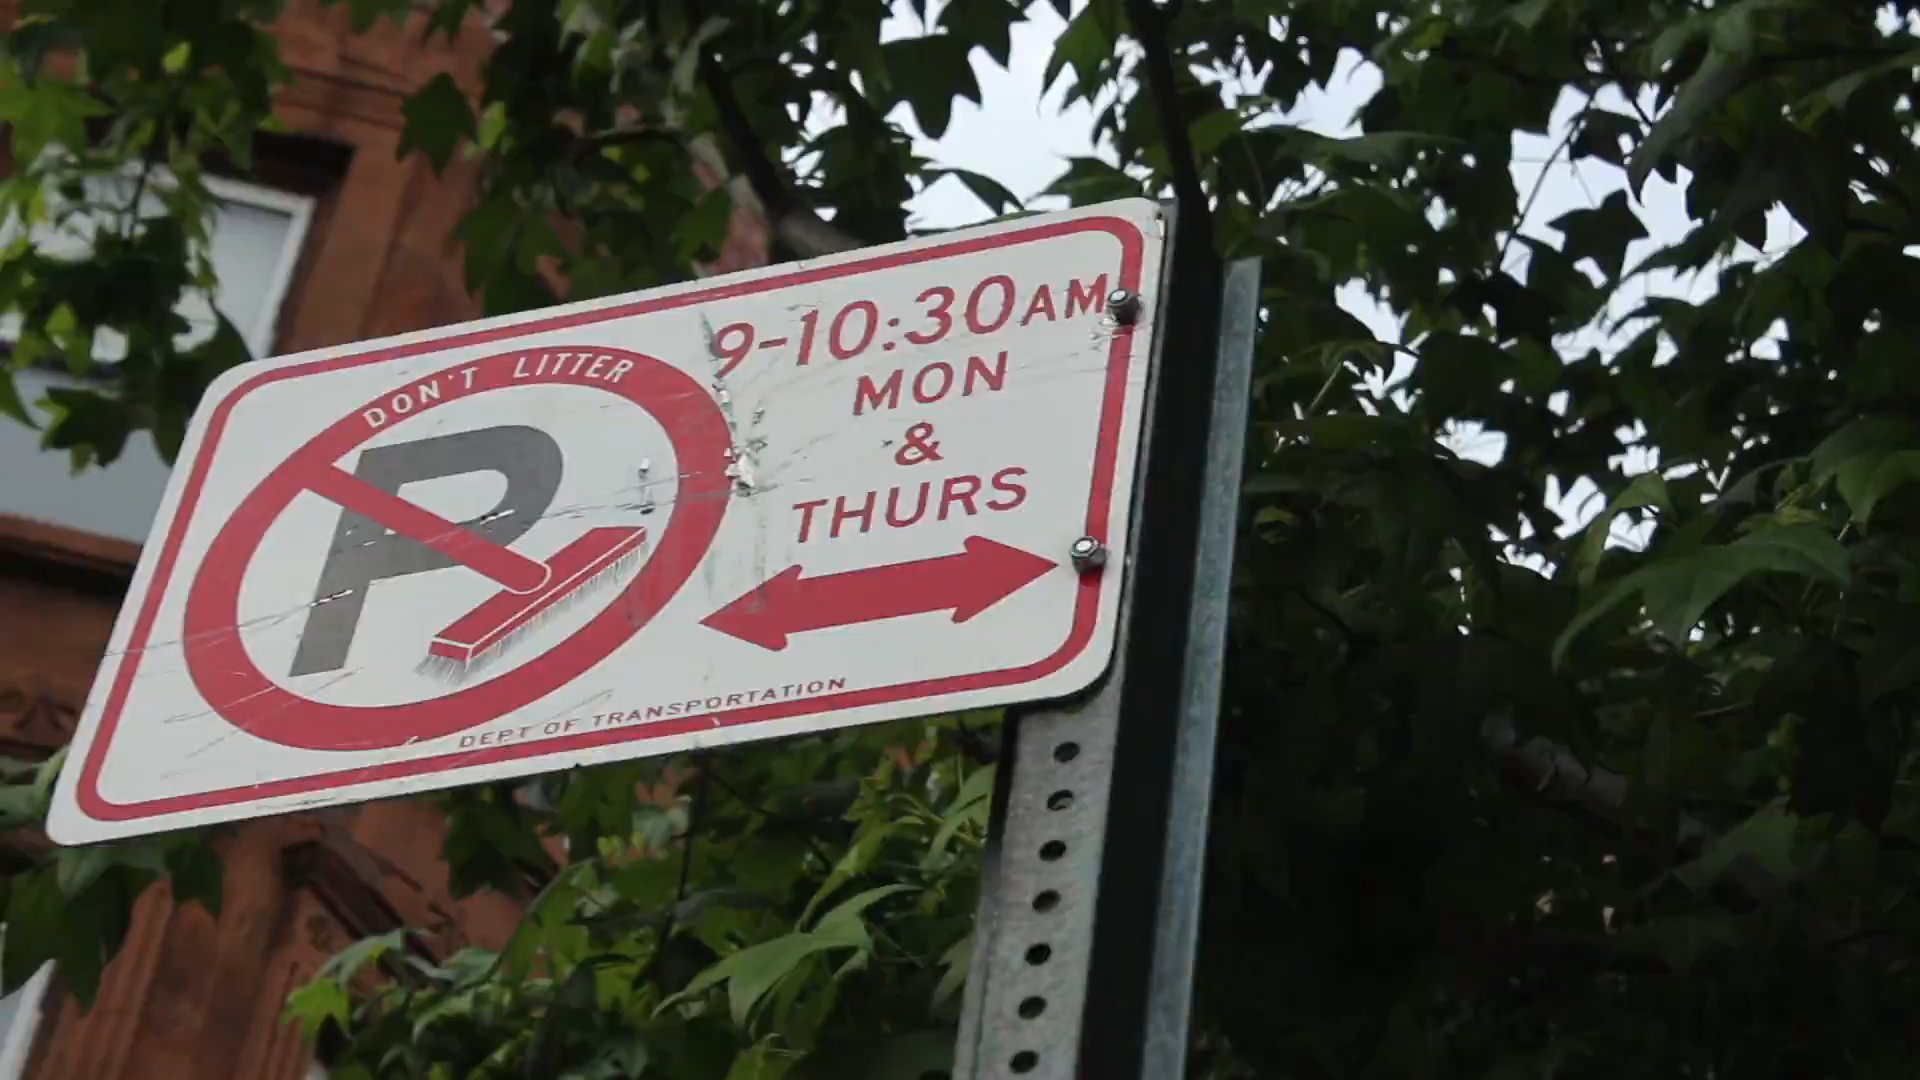 DON'T LITTER
P
9-10:30AM
MON
&
THURS
DEPT OF TRANSPORTATION